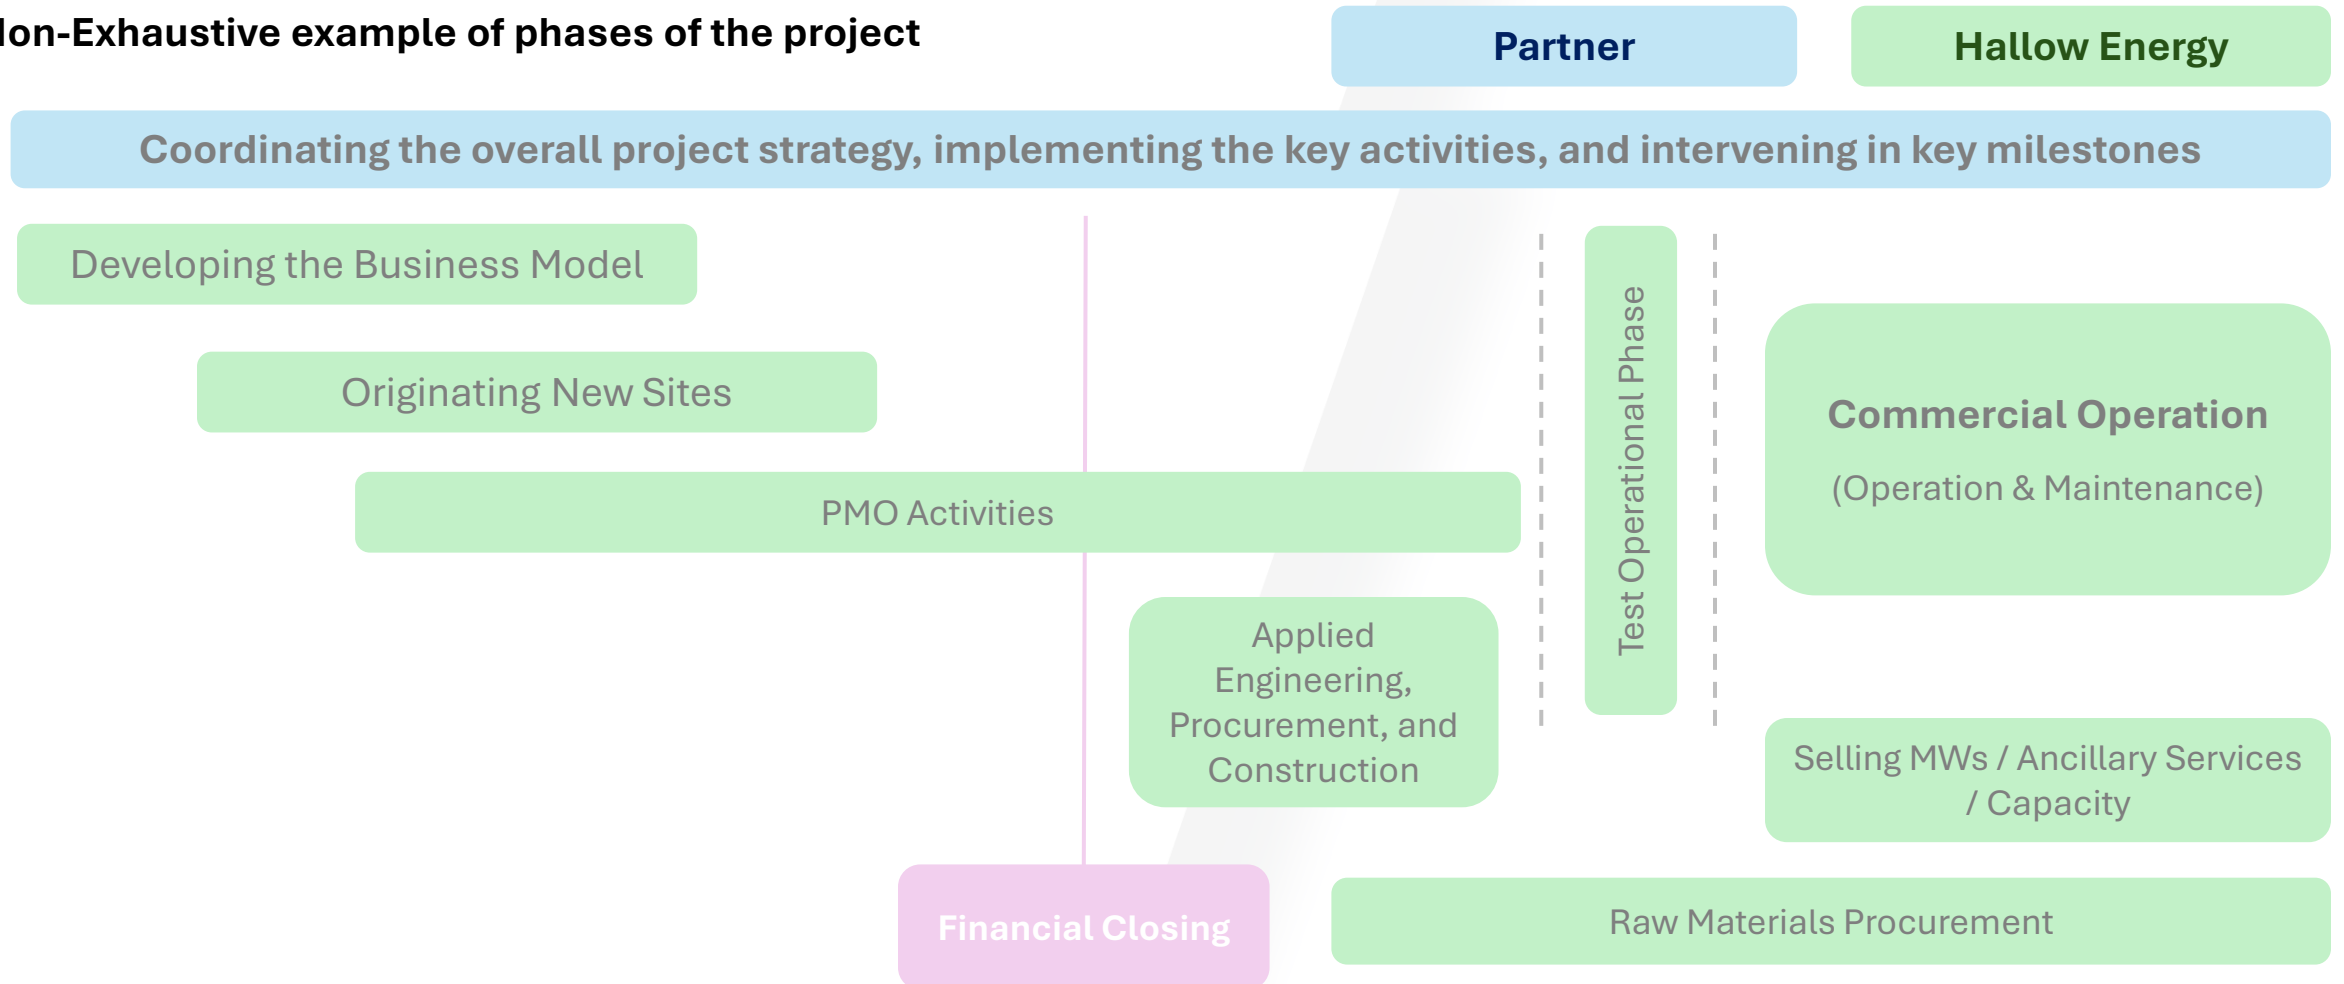 on-Exhaustive example of phases of the project
Partner
Hallow Energy
Coordinating the overall project strategy, implementing the key activities, and intervening in key milestones
Developing the Business Model
Originating New Sites
PMO Activities
Applied
Engineering,
Procurement, and
Construction
Test Operational Phase
Commercial Operation
(Operation & Maintenance)
Selling MWs / Ancillary Services
/ Capacity
Financial Closing
Raw Materials Procurement